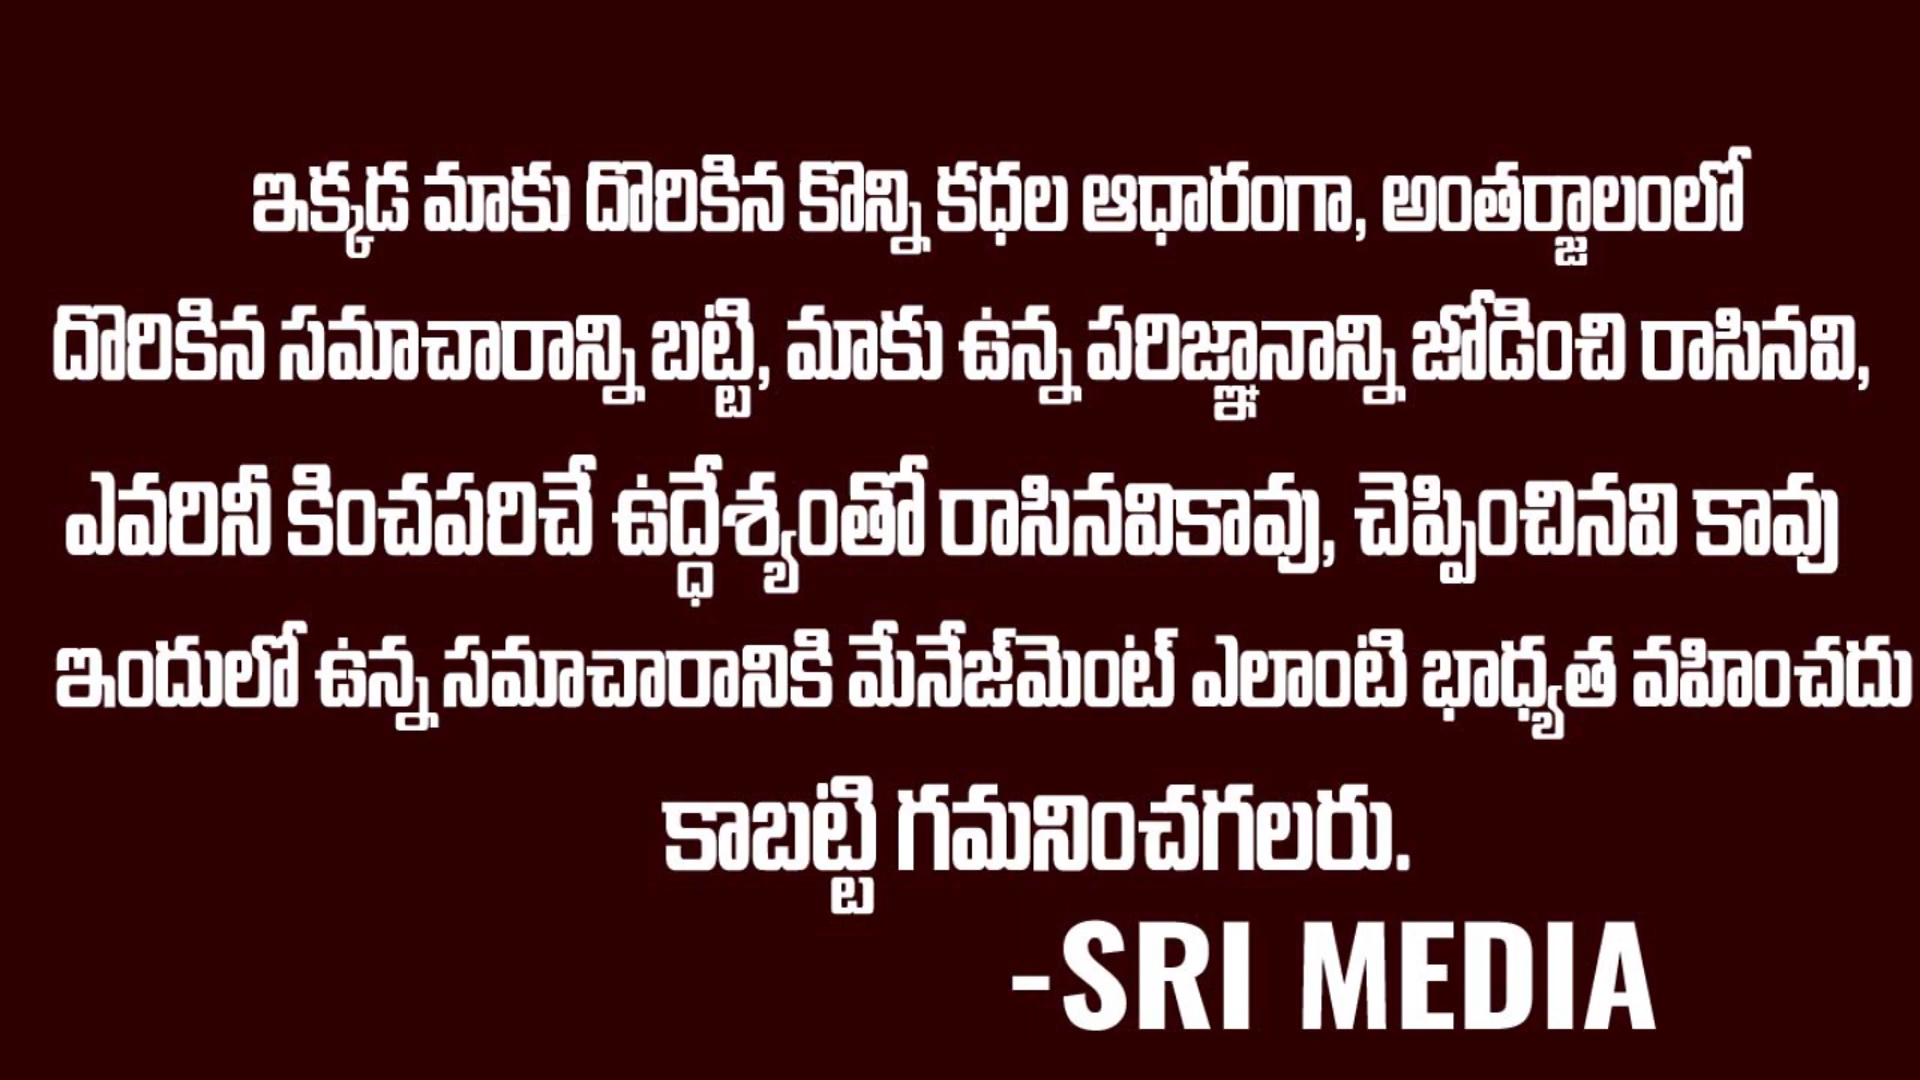 ఇక్కడ మాకు దొరికిన కొన్ని కధల ఆధారంగా, అంతర్జాలంలో
దొరికిన సమాచారాన్ని బట్టి, మాకు ఉన్న పరిజ్ఞానాన్ని జోడించి రాసినవి,
ఎవరినీ కించపరిచే ఉద్ధేశ్యంతో రాసినవికావు, చెప్పించినవి కావు
ఇందులో ఉన్న సమాచారానికి మేనేజ్‌మెంట్ ఎలాంటి భాధ్యత వహించదు
కాబట్టి గమనించగలరు.
-SRI MEDIA